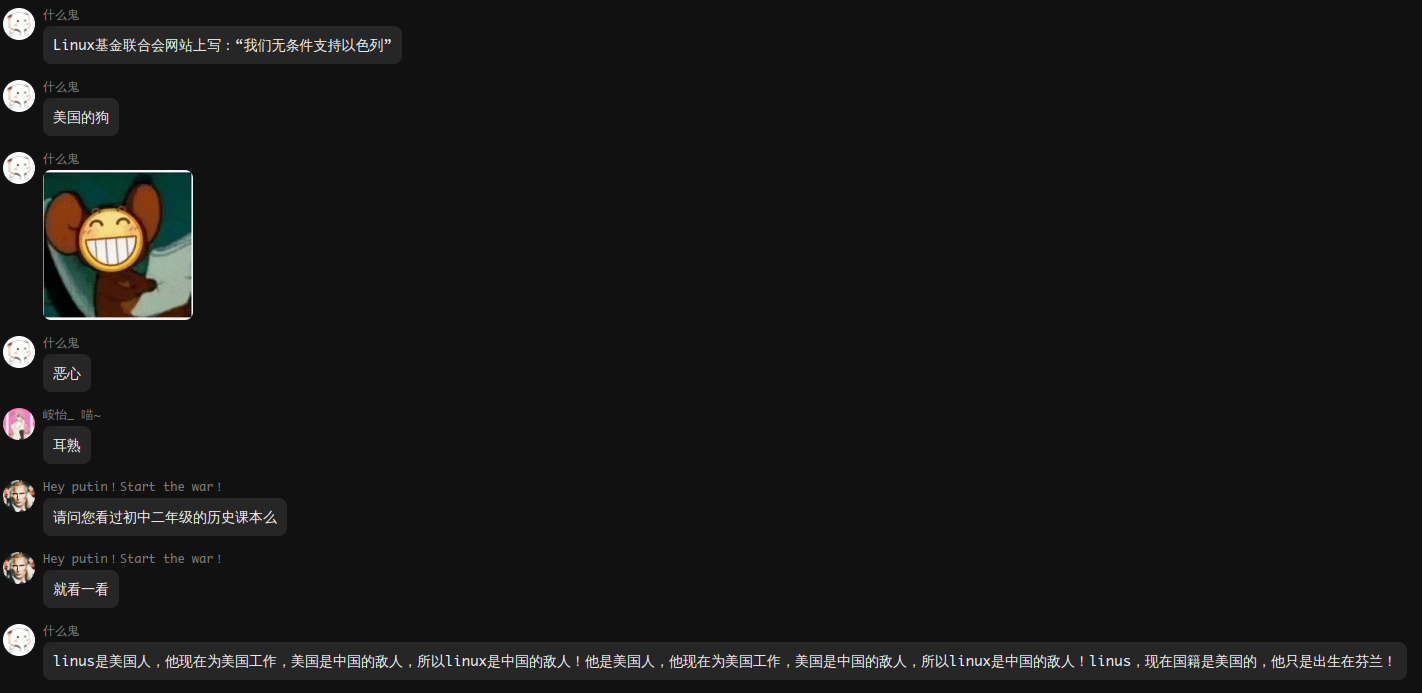 什么鬼
Linux基金联合会网站上写：“我们无条件支持以色列”
什么鬼
美国的狗
什么鬼
什么鬼
恶心
峖怡_ 喵~
耳熟
Hey putin！Start the war！
请问您看过初中二年级的历史课本么
Hey putin！Start the war！
就看一看
什么鬼
linus是美国人，他现在为美国工作，美国是中国的敌人，所以linux是中国的敌人！他是美国人，他现在为美国工作，美国是中国的敌人，所以linux是中国的敌人！linus，现在国籍是美国的，他只是出生在芬兰！